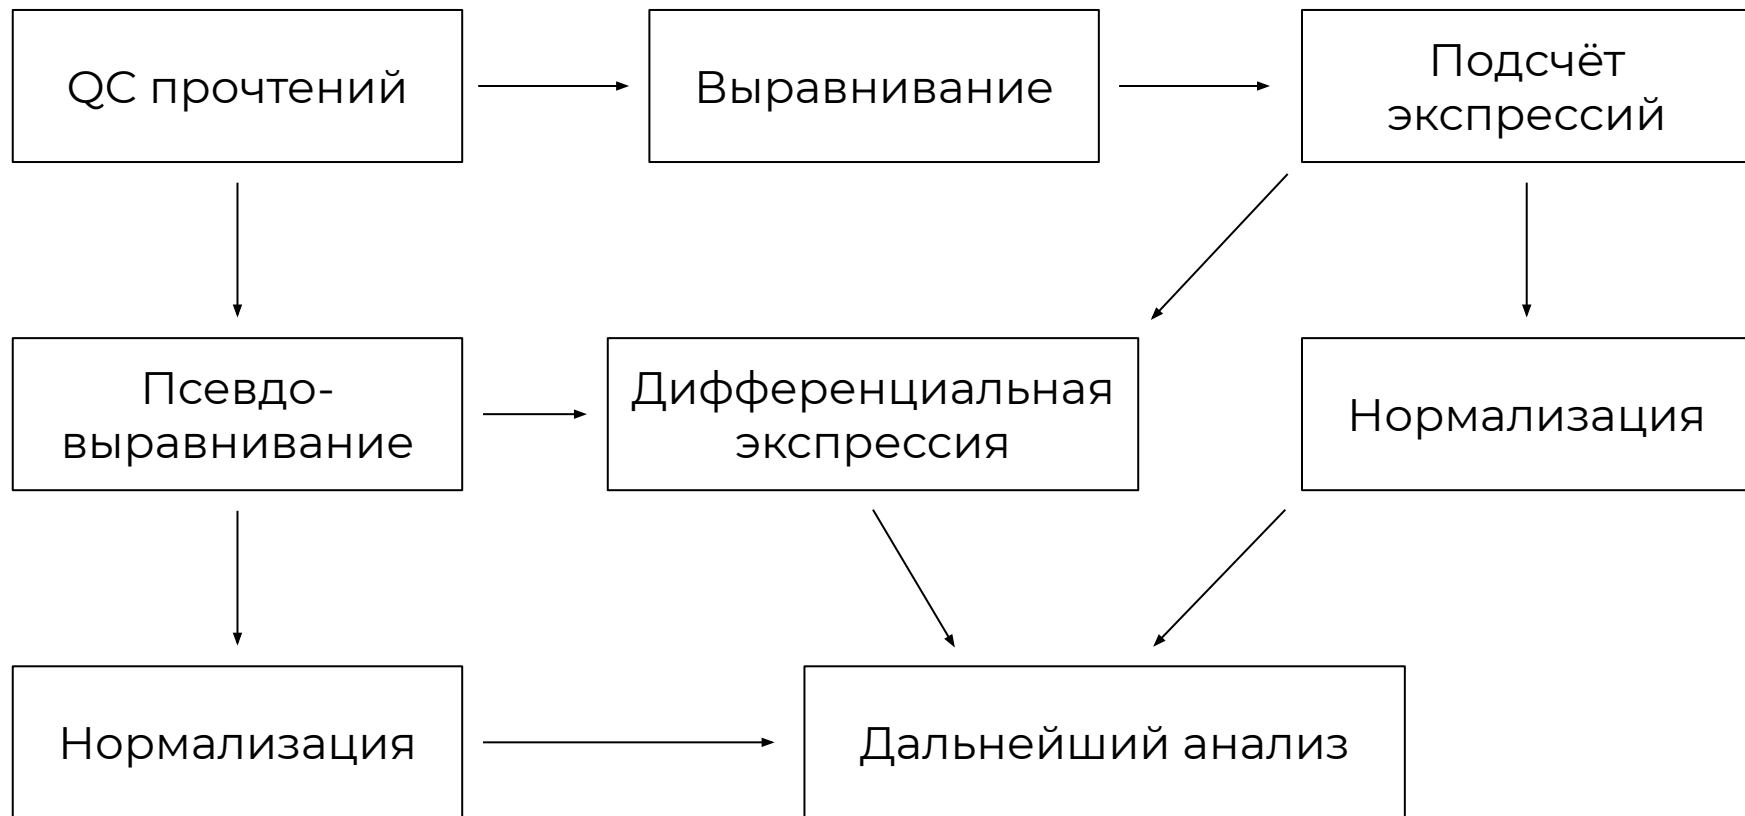 QC прочтений
Выравнивание
Подсчёт
экспрессий
Псевдо-
выравнивание
Дифференциальная
экспрессия
Нормализация
Нормализация
Дальнейший анализ